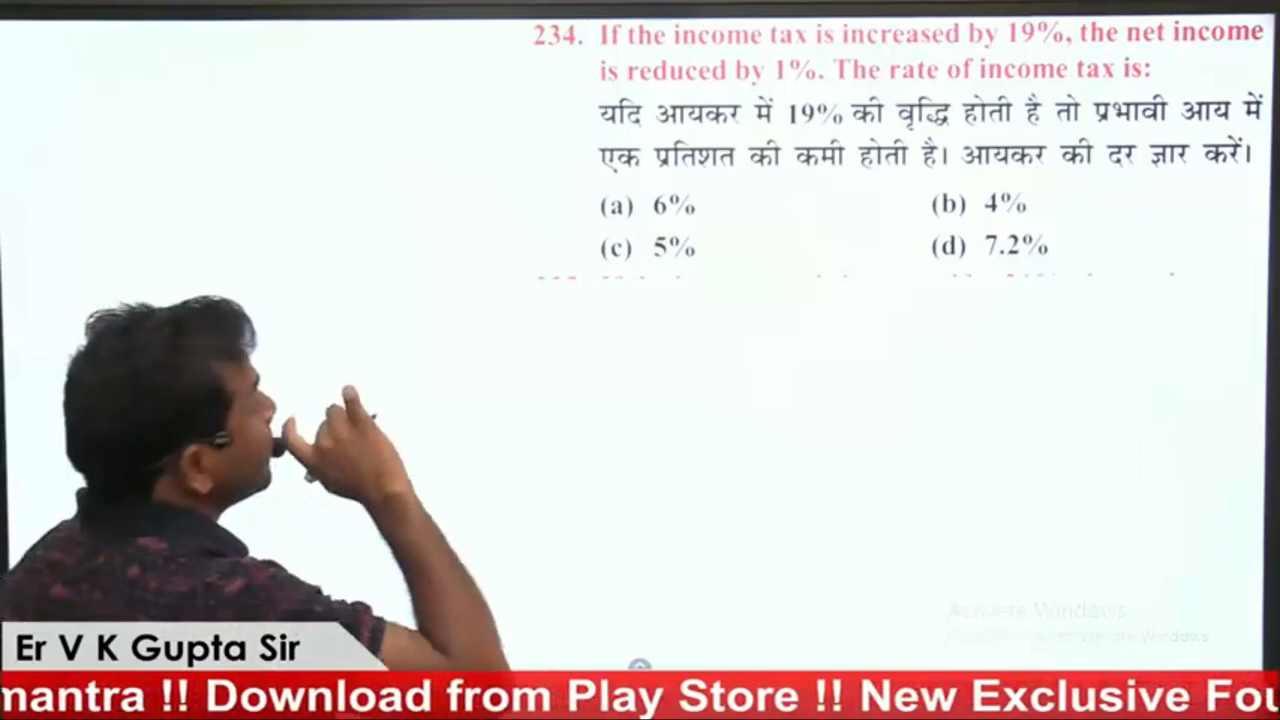 234. If the income tax is increased by 19%, the net income
is reduced by 1%. The rate of income tax is:
यदि आयकर में 19% की वृद्धि होती है तो प्रभावी आय में
एक प्रतिशत की कमी होती है। आयकर की दर ज्ञार करें।
(a) 6% (b) 4%
(c) 5% (d) 7.2%
Activate Windows
Er V K Gupta Sir
mantra !! Download from Play Store !! New Exclusive Fou